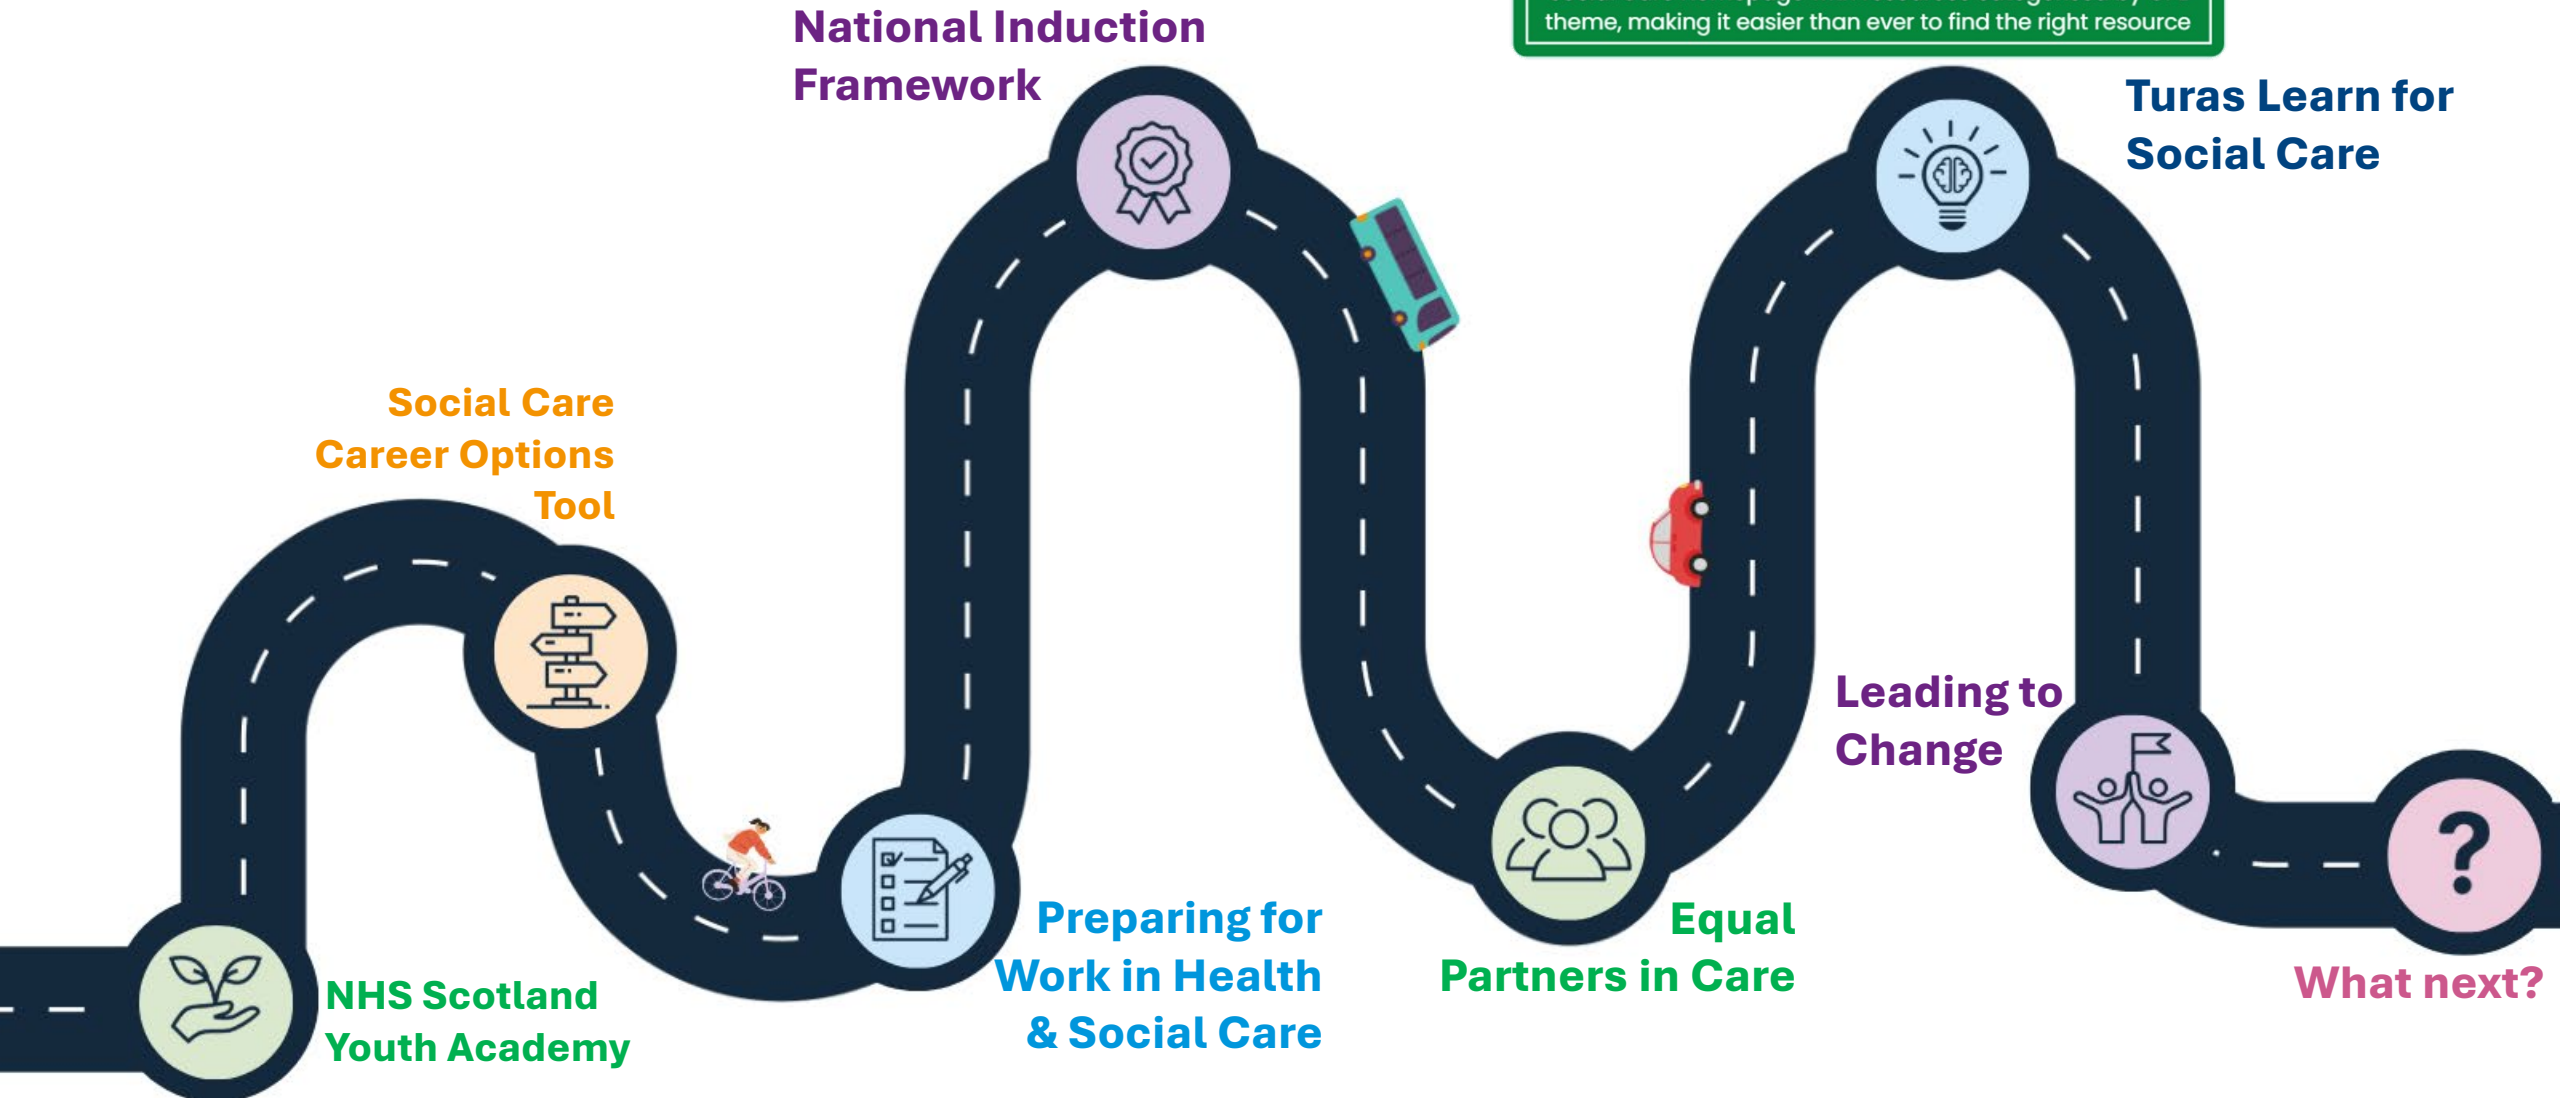 National Induction
Framework
theme, making it easier than ever to find the right resource
Turas Learn for
Social Care
Social Care
Career Options
Tool
Leading to
Change
Preparing for
Work in Health
& Social Care
Equal
Partners in Care
What next?
NHS Scotland
Youth Academy